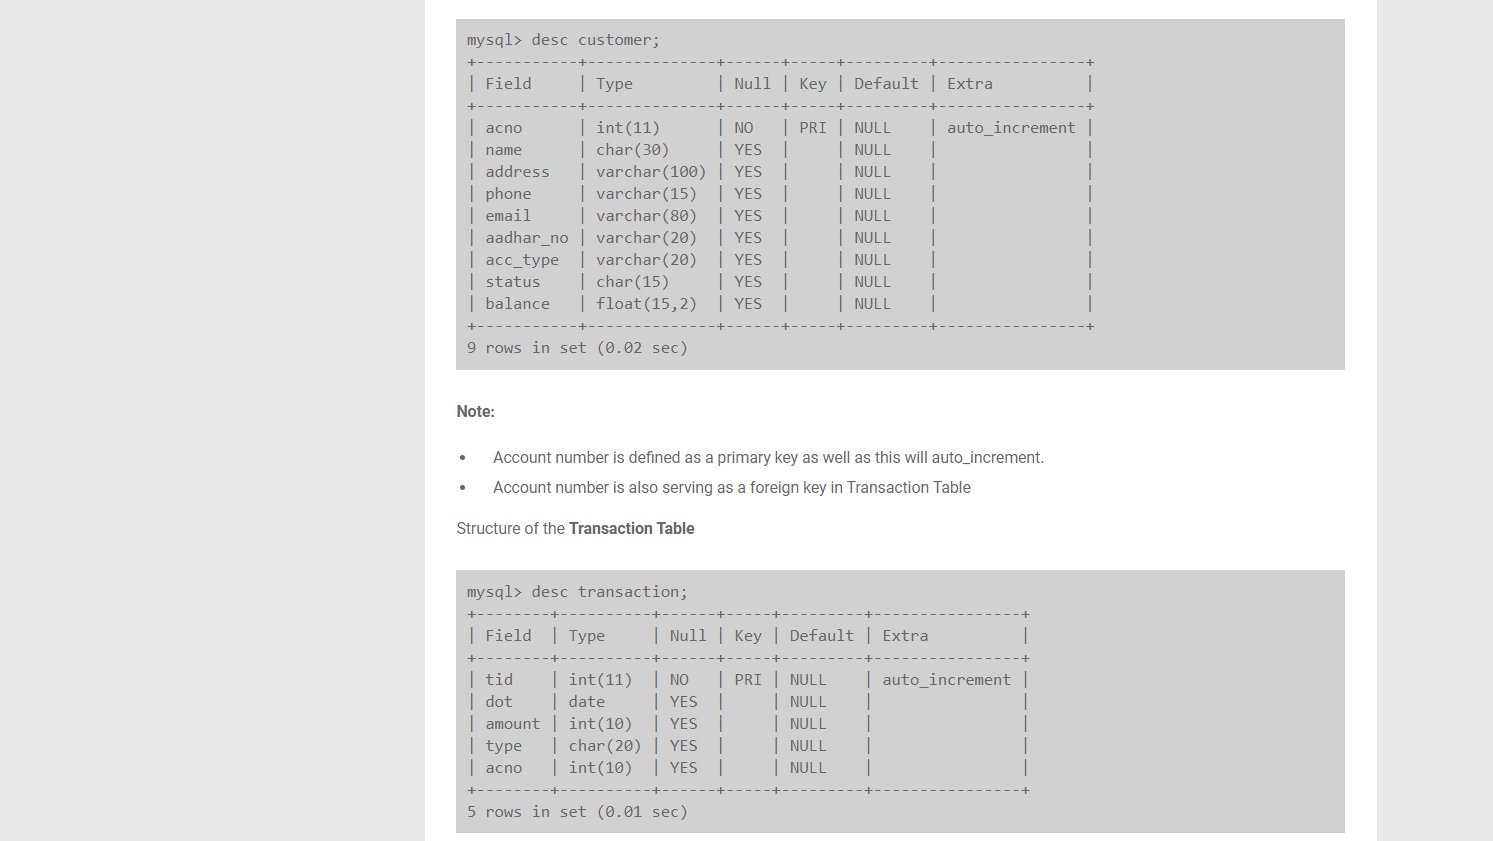 mysql> desc customer;
+-----------+--------------+------+-----+---------+----------------+
| Field     | Type         | Null | Key | Default | Extra          |
+-----------+--------------+------+-----+---------+----------------+
| acno      | int(11)      | NO   | PRI | NULL    | auto_increment |
| name      | char(30)     | YES  |     | NULL    |                |
| address   | varchar(100) | YES  |     | NULL    |                |
| phone     | varchar(15)  | YES  |     | NULL    |                |
| email     | varchar(80)  | YES  |     | NULL    |                |
| aadhar_no | varchar(20)  | YES  |     | NULL    |                |
| acc_type  | varchar(20)  | YES  |     | NULL    |                |
| status    | char(15)     | YES  |     | NULL    |                |
| balance   | float(15,2)  | YES  |     | NULL    |                |
+-----------+--------------+------+-----+---------+----------------+
9 rows in set (0.02 sec)
Note:
• Account number is defined as a primary key as well as this will auto_increment.
• Account number is also serving as a foreign key in Transaction Table
Structure of the Transaction Table
mysql> desc transaction;
+--------+----------+------+-----+---------+----------------+
| Field  | Type     | Null | Key | Default | Extra          |
+--------+----------+------+-----+---------+----------------+
| tid    | int(11)  | NO   | PRI | NULL    | auto_increment |
| dot    | date     | YES  |     | NULL    |                |
| amount | int(10)  | YES  |     | NULL    |                |
| type   | char(20) | YES  |     | NULL    |                |
| acno   | int(10)  | YES  |     | NULL    |                |
+--------+----------+------+-----+---------+----------------+
5 rows in set (0.01 sec)